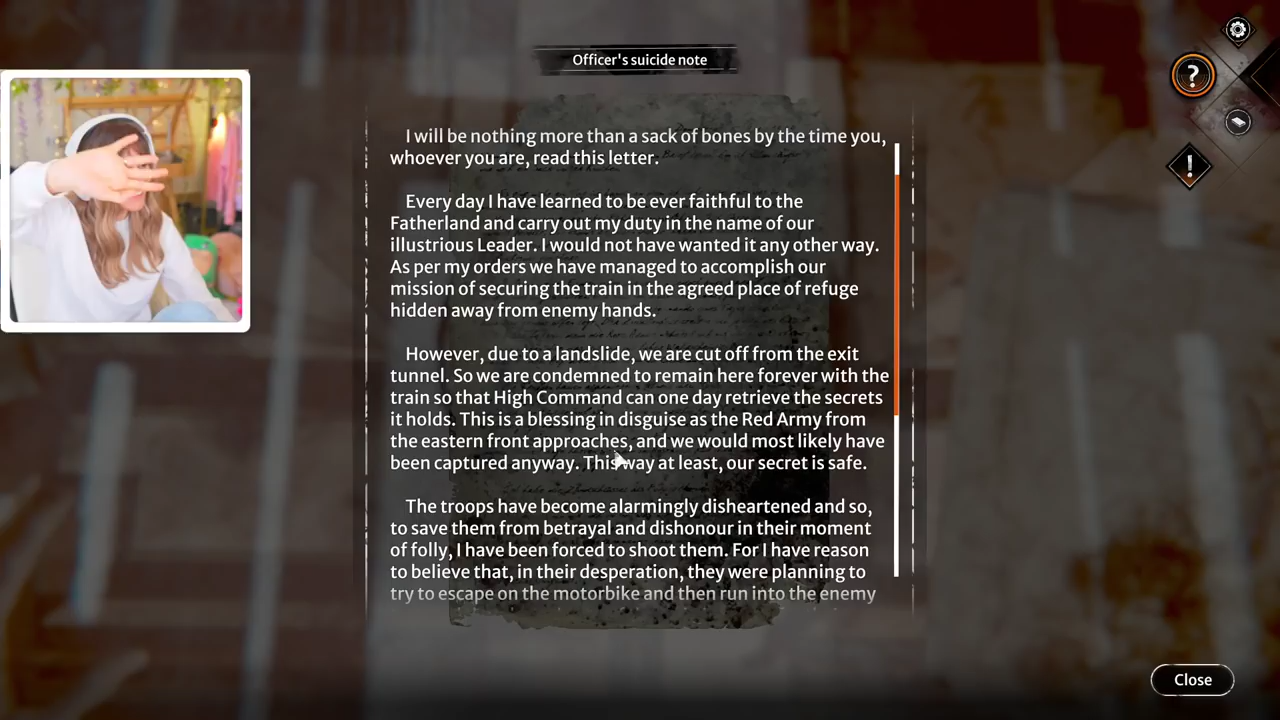 Officer's suicide note
I will be nothing more than a sack of bones by the time you,
whoever you are, read this letter.
Every day I have learned to be ever faithful to the
Fatherland and carry out my duty in the name of our
illustrious Leader. I would not have wanted it any other way.
As per my orders we have managed to accomplish our
mission of securing the train in the agreed place of refuge
hidden away from enemy hands.
However, due to a landslide, we are cut off from the exit
tunnel. So we are condemned to remain here forever with the
train so that High Command can one day retrieve the secrets
it holds. This is a blessing in disguise as the Red Army from
the eastern front approaches, and we would most likely have
been captured anyway. This way at least, our secret is safe.
The troops have become alarmingly disheartened and so,
to save them from betrayal and dishonour in their moment
of folly, I have been forced to shoot them. For I have reason
to believe that, in their desperation, they were planning to
try to escape on the motorbike and then run into the enemy
Close